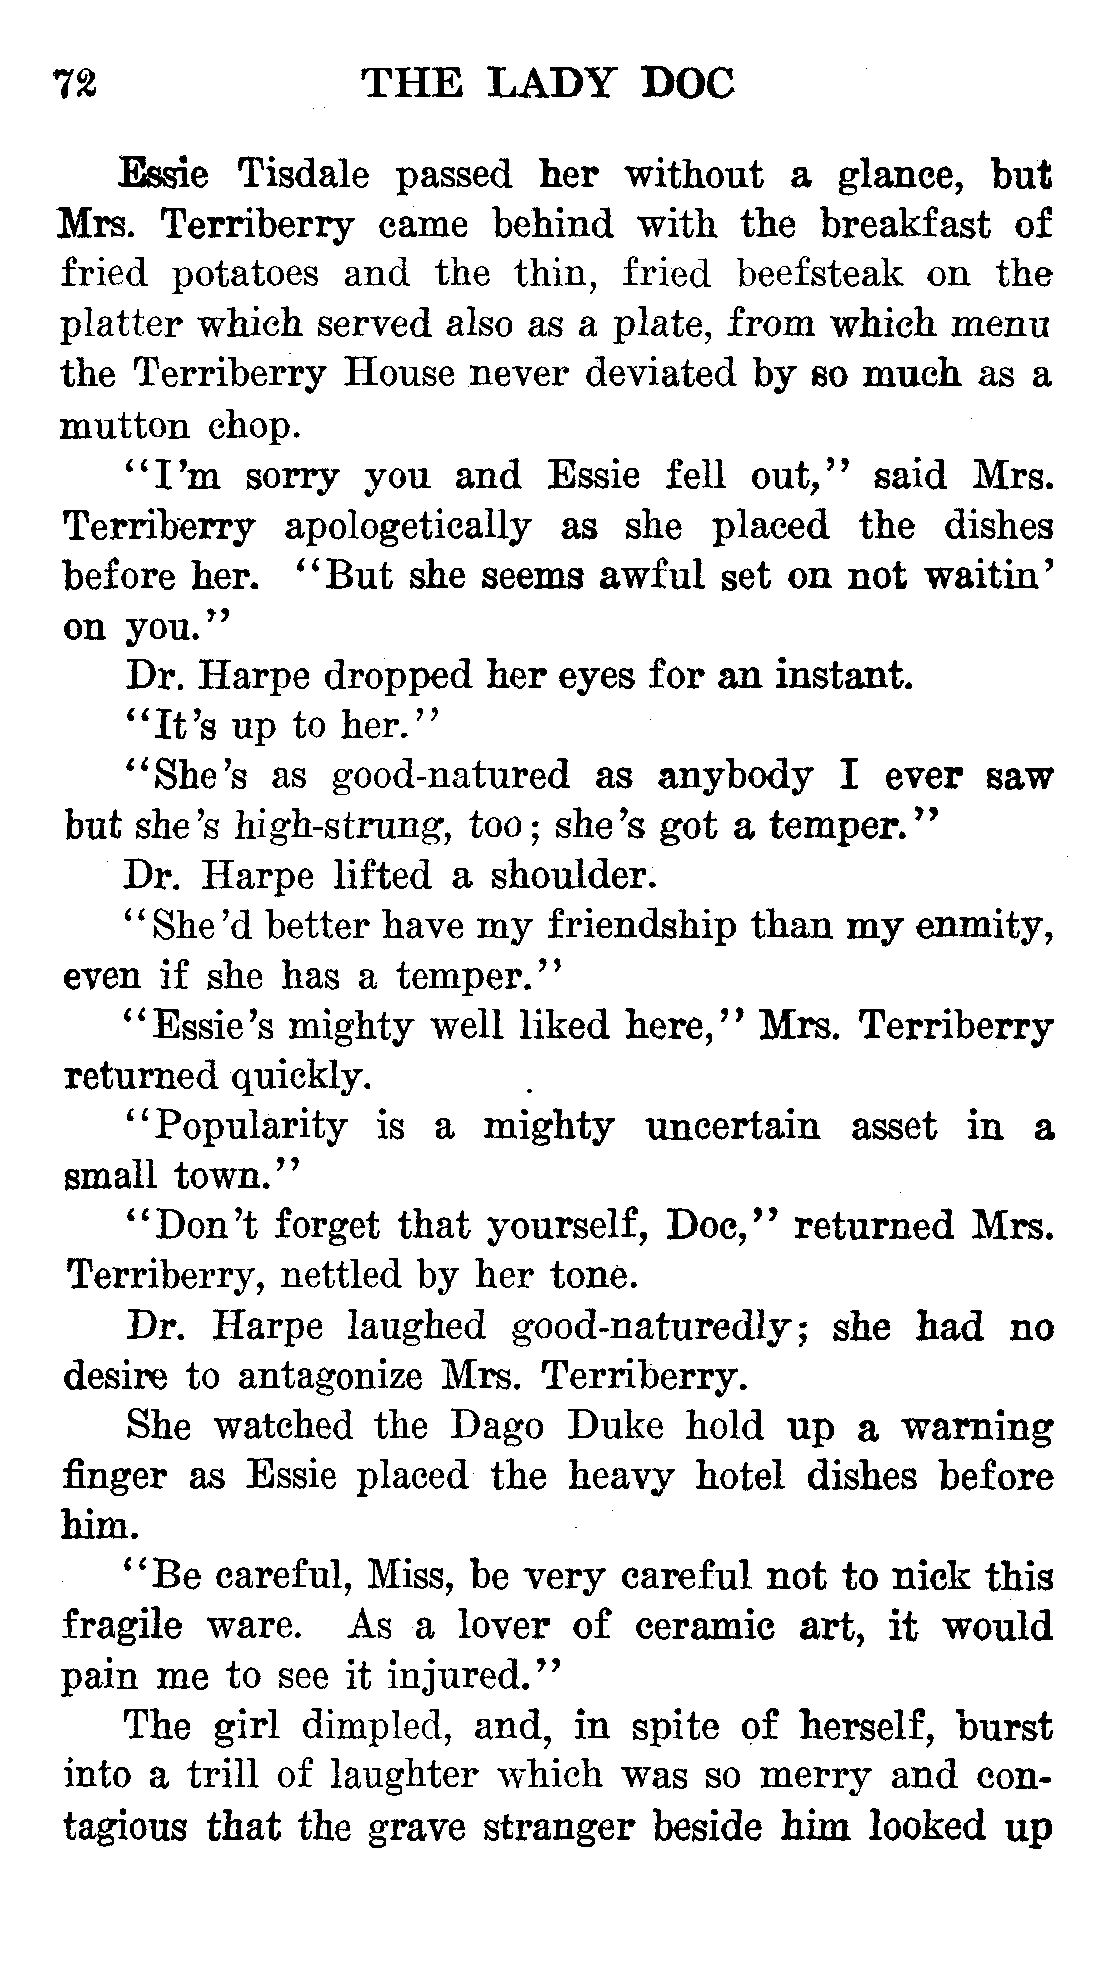 72 THE LADY DOC
Essie Tisdale passed her without a glance, but
Mrs. Terriberry came behind with the breakfast of
fried potatoes and the thin, fried beefsteak on the
platter which served also as a plate, from which menu
the Terriberry House never deviated by so much as a
mutton chop.
"I'm sorry you and Essie fell out," said Mrs.
Terriberry apologetically as she placed the dishes
before her. "But she seems awful set on not waitin'
on you."
Dr. Harpe dropped her eyes for an instant.
"It's up to her."
"She's as good-natured as anybody I ever saw
but she's high-strung, too; she's got a temper."
Dr. Harpe lifted a shoulder.
"She'd better have my friendship than my enmity,
even if she has a temper."
"Essie's mighty well liked here," Mrs. Terriberry
returned quickly.
"Popularity is a mighty uncertain asset in a
small town."
"Don't forget that yourself, Doc," returned Mrs.
Terriberry, nettled by her tone.
Dr. Harpe laughed good-naturedly; she had no
desire to antagonize Mrs. Terriberry.
She watched the Dago Duke hold up a warning
finger as Essie placed the heavy hotel dishes before
him.
"Be careful, Miss, be very careful not to nick this
fragile ware. As a lover of ceramic art, it would
pain me to see it injured."
The girl dimpled, and, in spite of herself, burst
into a trill of laughter which was so merry and con-
tagious that the grave stranger beside him looked up